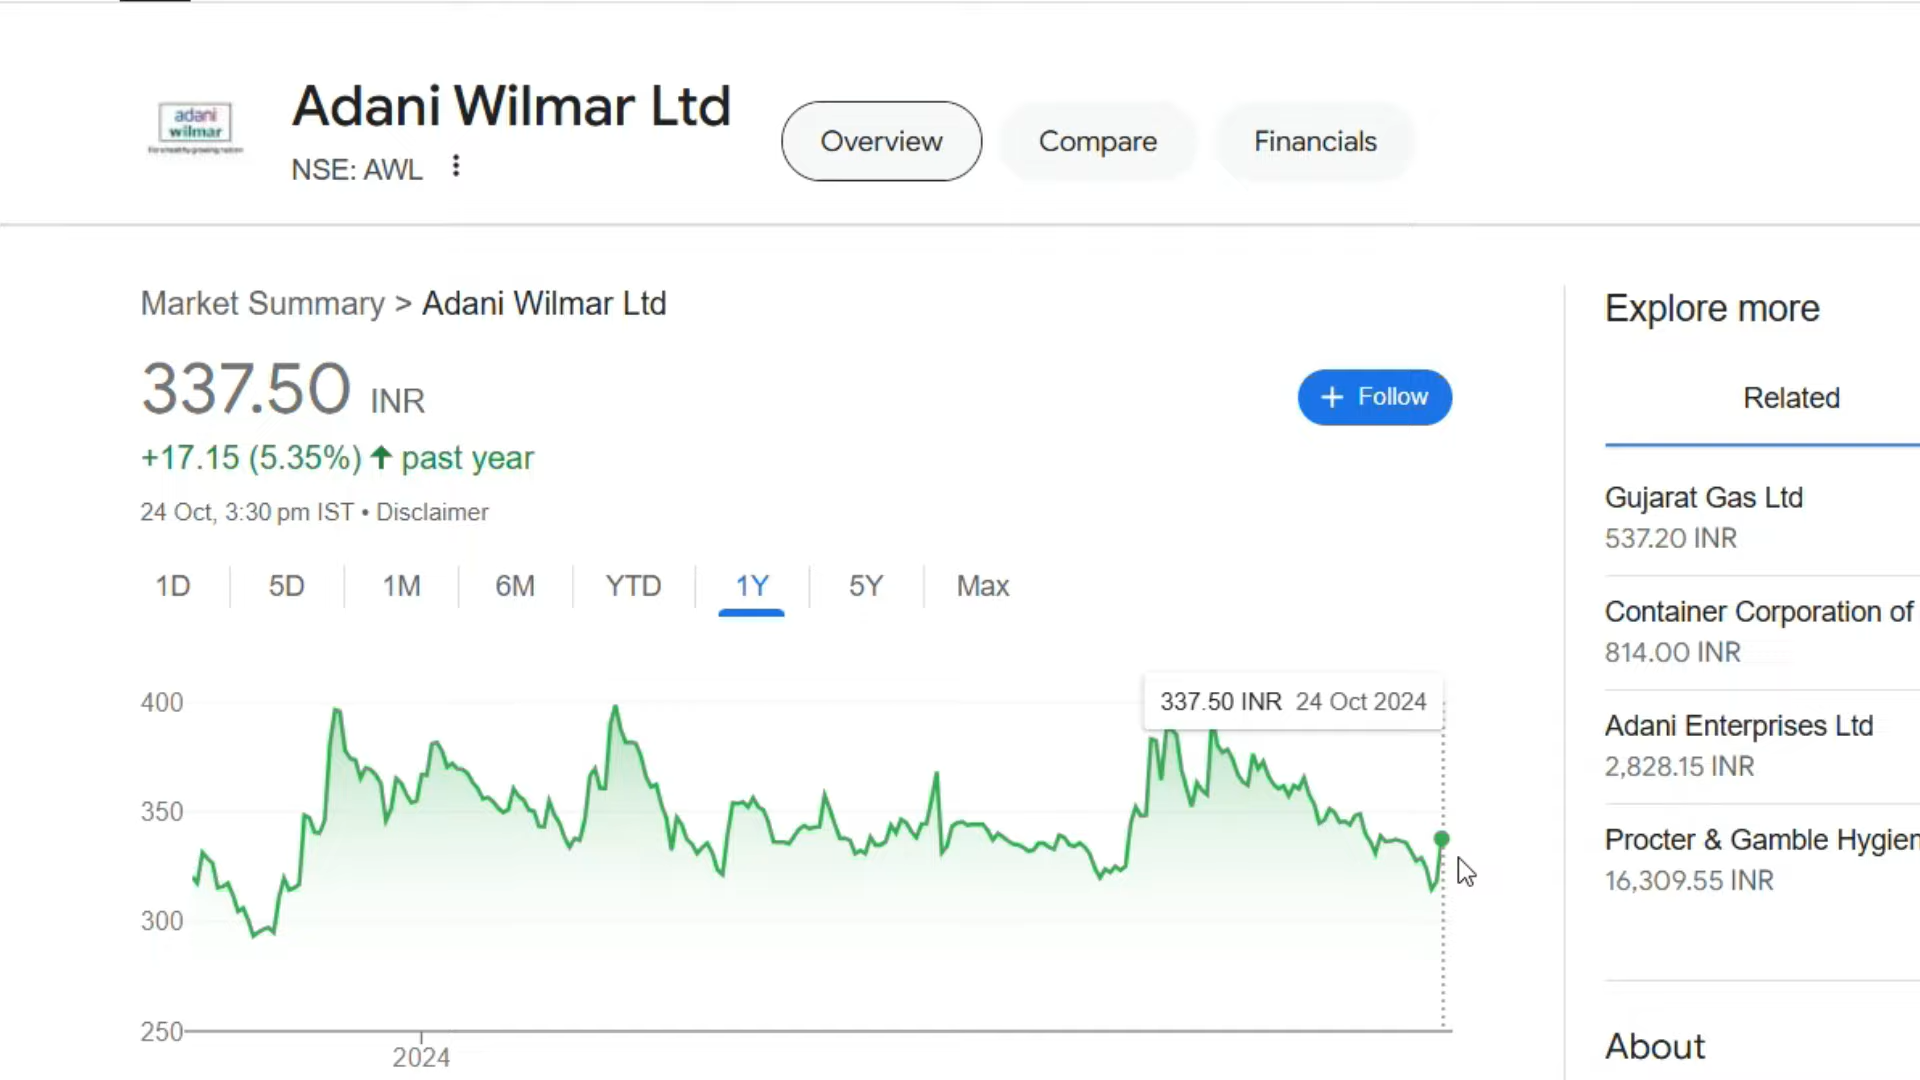 adani
wilmar
Adani Wilmar Ltd
NSE: AWL
Overview
Compare
Financials
Market Summary > Adani Wilmar Ltd
337.50 INR
+ Follow
+17.15 (5.35%) ↑ past year
24 Oct, 3:30 pm IST • Disclaimer
1D 5D 1M 6M YTD 1Y 5Y Max
337.50 INR 24 Oct 2024
400
350
300
250
2024
Explore more
Related
Gujarat Gas Ltd
537.20 INR
Container Corporation of
814.00 INR
Adani Enterprises Ltd
2,828.15 INR
Procter & Gamble Hygien
16,309.55 INR
About